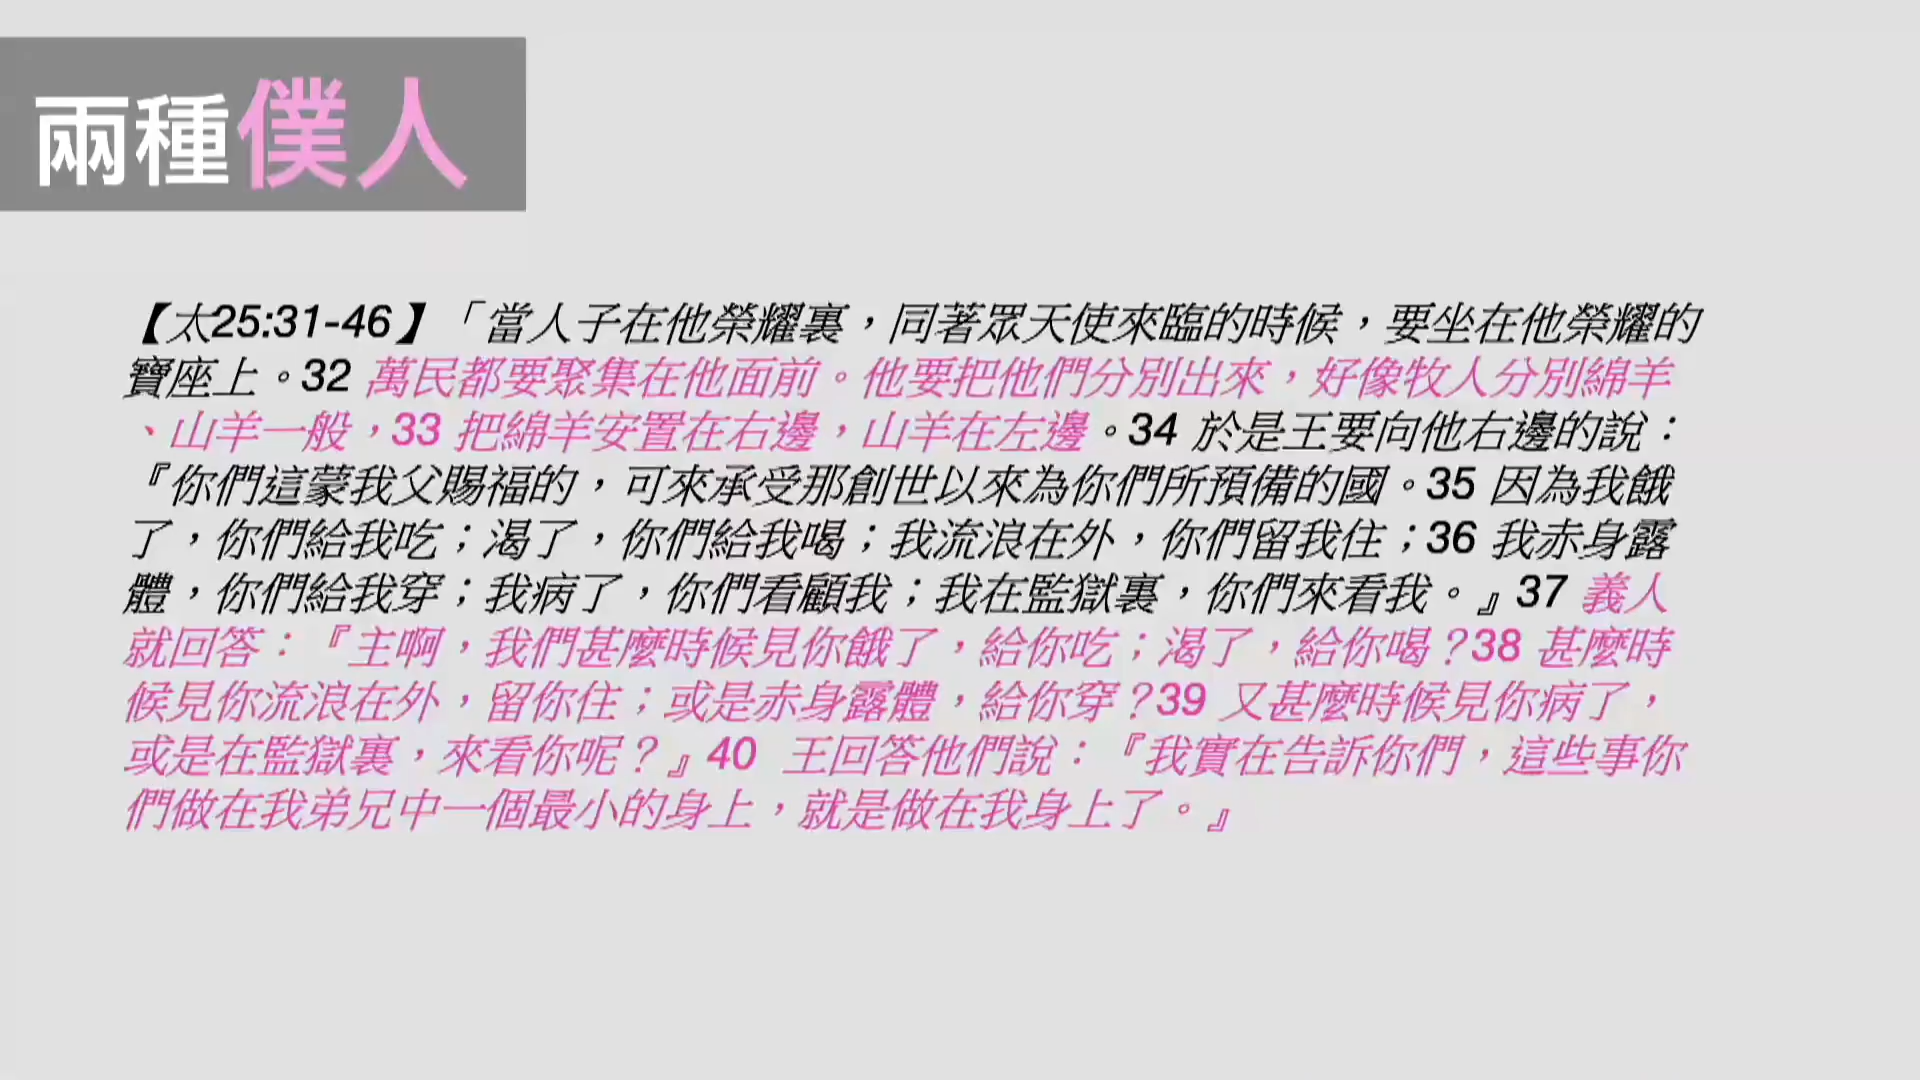 兩種僕人
【太25:31-46】「當人子在他榮耀裏，同著眾天使來臨的時候，要坐在他榮耀的
寶座上。32 萬民都要聚集在他面前。他要把他們分別出來，好像牧人分別綿羊
、山羊一般，33 把綿羊安置在右邊，山羊在左邊。34 於是王要向他右邊的說：
『你們這蒙我父賜福的，可來承受那創世以來為你們所預備的國。35 因為我餓
了，你們給我吃；渴了，你們給我喝；我流浪在外，你們留我住；36 我赤身露
體，你們給我穿；我病了，你們看顧我；我在監獄裏，你們來看我。』37 義人
就回答：『主啊，我們甚麼時候見你餓了，給你吃；渴了，給你喝？38 甚麼時
候見你流浪在外，留你住；或是赤身露體，給你穿？39 又甚麼時候見你病了，
或是在監獄裏，來看你呢？』40 王回答他們說：『我實在告訴你們，這些事你
們做在我弟兄中一個最小的身上，就是做在我身上了。』